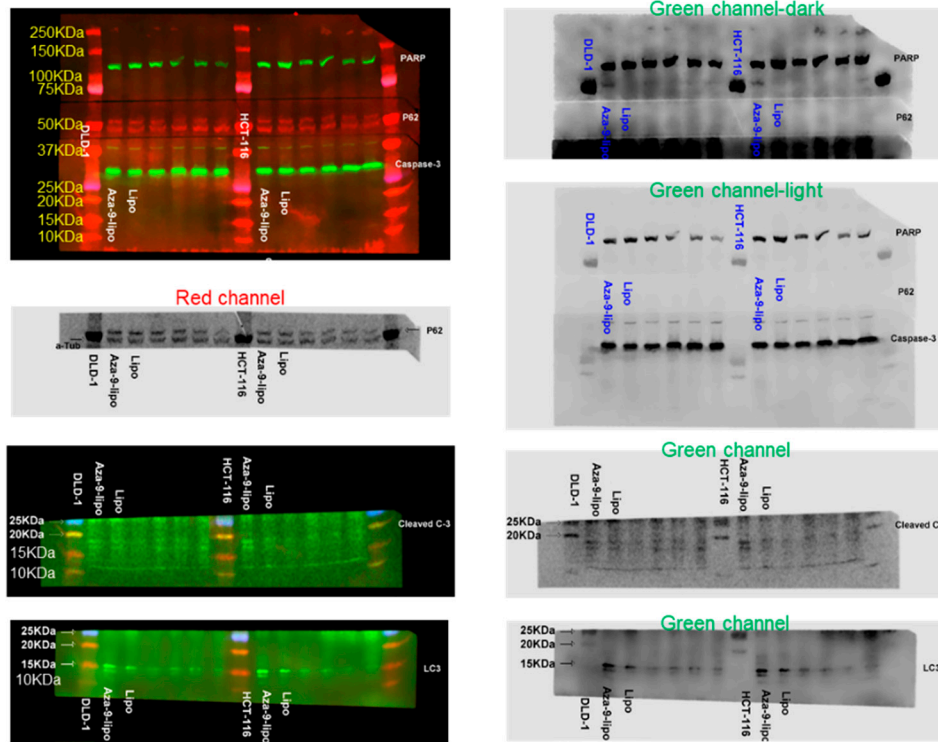 250KDa
150KDa
100KDa
75KDa
50KDa
37KDa
25KDa
20KDa
15KDa
10KDa
DLD-1
HCT-116
Aza-9-lipo
Lipo
Aza-9-lipo
Lipo
PARP
P62
Caspase-3
Green channel-dark
DLD-1
HCT-116
Aza-9-lipo
Lipo
Aza-9-lipo
Lipo
PARP
P62
Green channel-light
DLD-1
HCT-116
Aza-9-lipo
Lipo
Aza-9-lipo
Lipo
PARP
P62
Caspase-3
Red channel
P62
a-Tub
DLD-1
Aza-9-lipo
Lipo
HCT-116
Aza-9-lipo
Lipo
DLD-1
Aza-9-lipo
Lipo
HCT-116
Aza-9-lipo
Lipo
25KDa
20KDa
15KDa
10KDa
Cleaved C-3
Green channel
DLD-1
Aza-9-lipo
Lipo
HCT-116
Aza-9-lipo
Lipo
25KDa
20KDa
Cleaved C-3
25KDa
20KDa
15KDa
10KDa
LC3
DLD-1
Aza-9-lipo
Lipo
HCT-116
Aza-9-lipo
Lipo
Green channel
25KDa
20KDa
15KDa
LC3
DLD-1
Aza-9-lipo
Lipo
HCT-116
Aza-9-lipo
Lipo